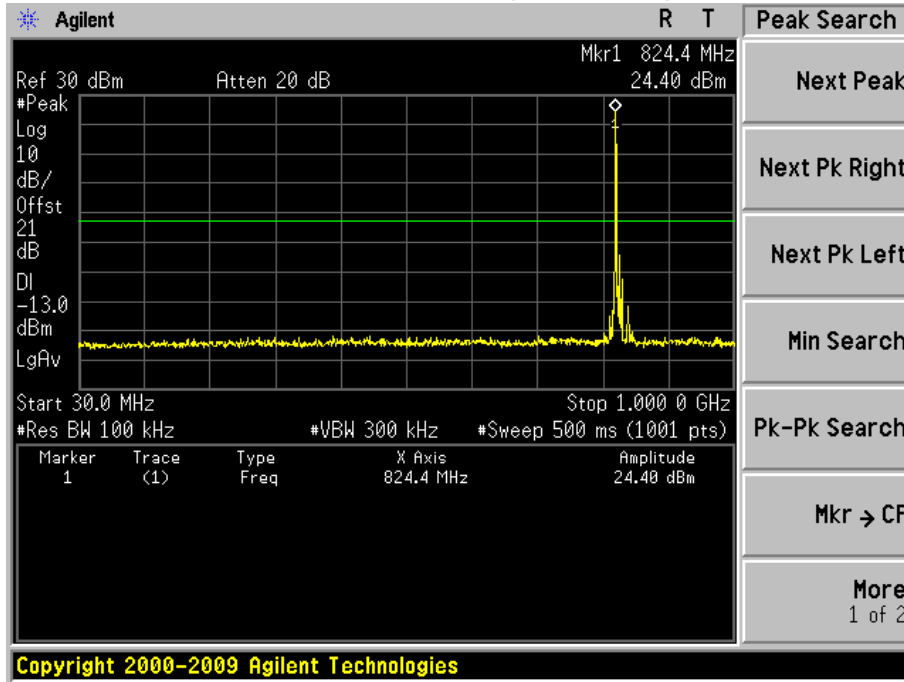 Agilent R T Peak Search
Mkr1 824.4 MHz
Ref 30 dBm Atten 20 dB 24.40 dBm
#Peak
Log
10
dB/
Offst
21
dB
DI
-13.0
dBm
LgAv
1
Start 30.0 MHz Stop 1.000 0 GHz
#Res BW 100 kHz #VBW 300 kHz #Sweep 500 ms (1001 pts)
Marker Trace Type X Axis Amplitude
1 (1) Freq 824.4 MHz 24.40 dBm
Next Peak
Next Pk Right
Next Pk Left
Min Search
Pk-Pk Search
Mkr → CF
More
1 of 2
Copyright 2000-2009 Agilent Technologies